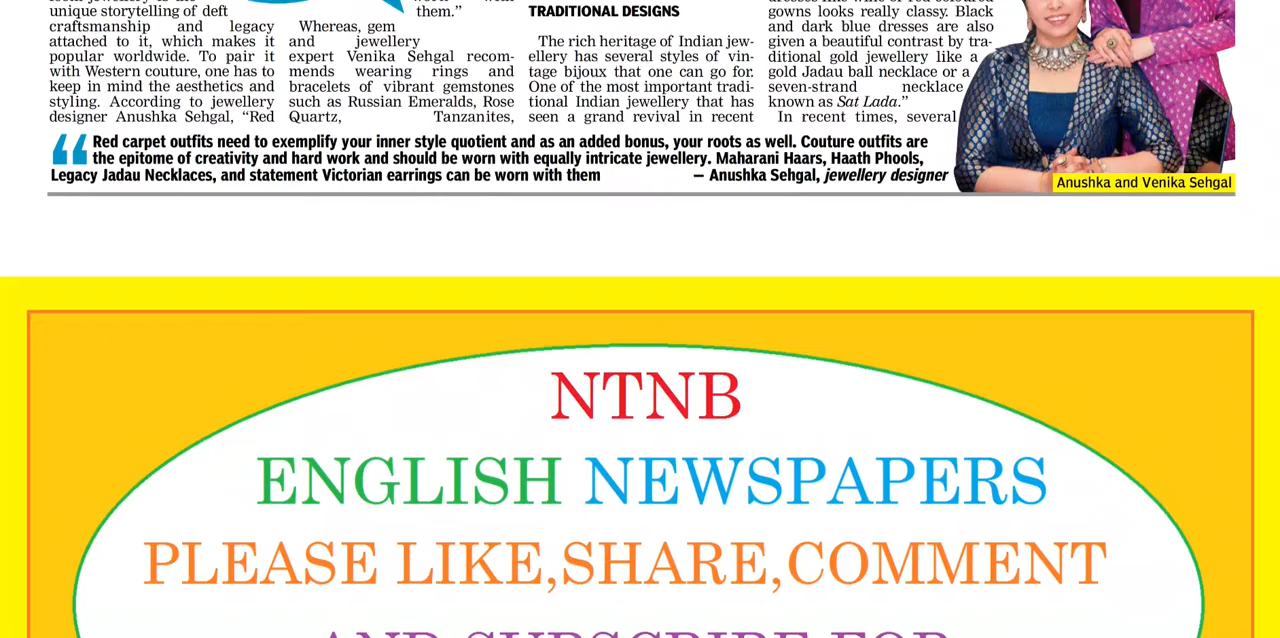 unique storytelling of deft
craftsmanship and legacy
attached to it, which makes it
popular worldwide. To pair it
with Western couture, one has to
keep in mind the aesthetics and
styling. According to jewellery
designer Anushka Sehgal, “Red
them.”
Whereas, gem
and jewellery
expert Venika Sehgal recom-
mends wearing rings and
bracelets of vibrant gemstones
such as Russian Emeralds, Rose
Quartz, Tanzanites,
TRADITIONAL DESIGNS
The rich heritage of Indian jew-
ellery has several styles of vin-
tage bijoux that one can go for.
One of the most important tradi-
tional Indian jewellery that has
seen a grand revival in recent
gowns looks really classy. Black
and dark blue dresses are also
given a beautiful contrast by tra-
ditional gold jewellery like a
gold Jadau ball necklace or a
seven-strand necklace
known as Sat Lada.”
In recent times, several
“Red carpet outfits need to exemplify your inner style quotient and as an added bonus, your roots as well. Couture outfits are
the epitome of creativity and hard work and should be worn with equally intricate jewellery. Maharani Haars, Haath Phools,
Legacy Jadau Necklaces, and statement Victorian earrings can be worn with them — Anushka Sehgal, jewellery designer
Anushka and Venika Sehgal
NTNB
ENGLISH NEWSPAPERS
PLEASE LIKE,SHARE,COMMENT
AND SUBSCRIBE FOR